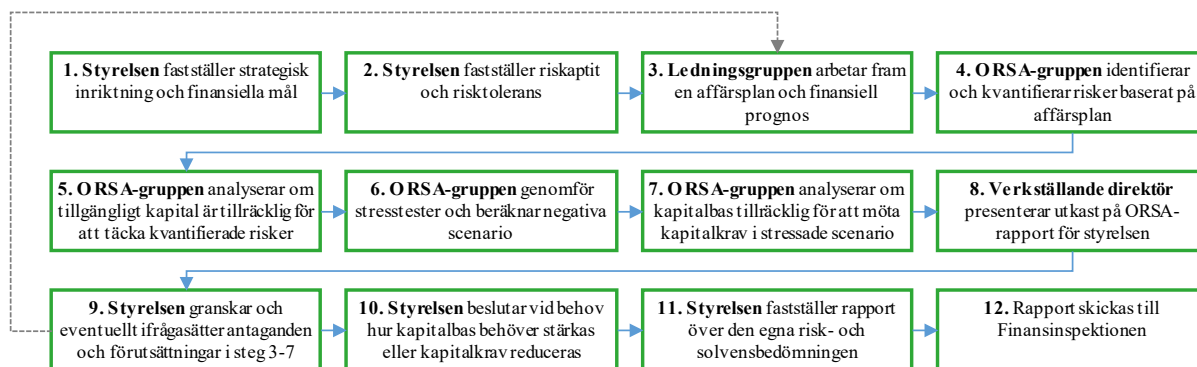 1. Styrelsen fastställer strategisk
inriktning och finansiella mål
2. Styrelsen fastställer riskaptit
och risktolerans
3. Ledningsgruppen arbetar fram
en affärsplan och finansiell
prognos
4. ORSA-gruppen identifierar
och kvantifierar risker baserat på
affärsplan
5. ORSA-gruppen analyserar om
tillgängligt kapital är tillräcklig för
att täcka kvantifierade risker
6. ORSA-gruppen genomför
stresstester och beräknar negativa
scenario
7. ORSA-gruppen analyserar om
kapitalbas tillräcklig för att möta
kapitalkrav i stressade scenario
8. Verkställande direktör
presenterar utkast på ORSA-
rapport för styrelsen
9. Styrelsen granskar och
eventuellt ifrågasätter antaganden
och förutsättningar i steg 3-7
10. Styrelsen beslutar vid behov
hur kapitalbas behöver stärkas
eller kapitalkrav reduceras
11. Styrelsen fastställer rapport
över den egna risk- och
solvensbedömningen
12. Rapport skickas till
Finansinspektionen